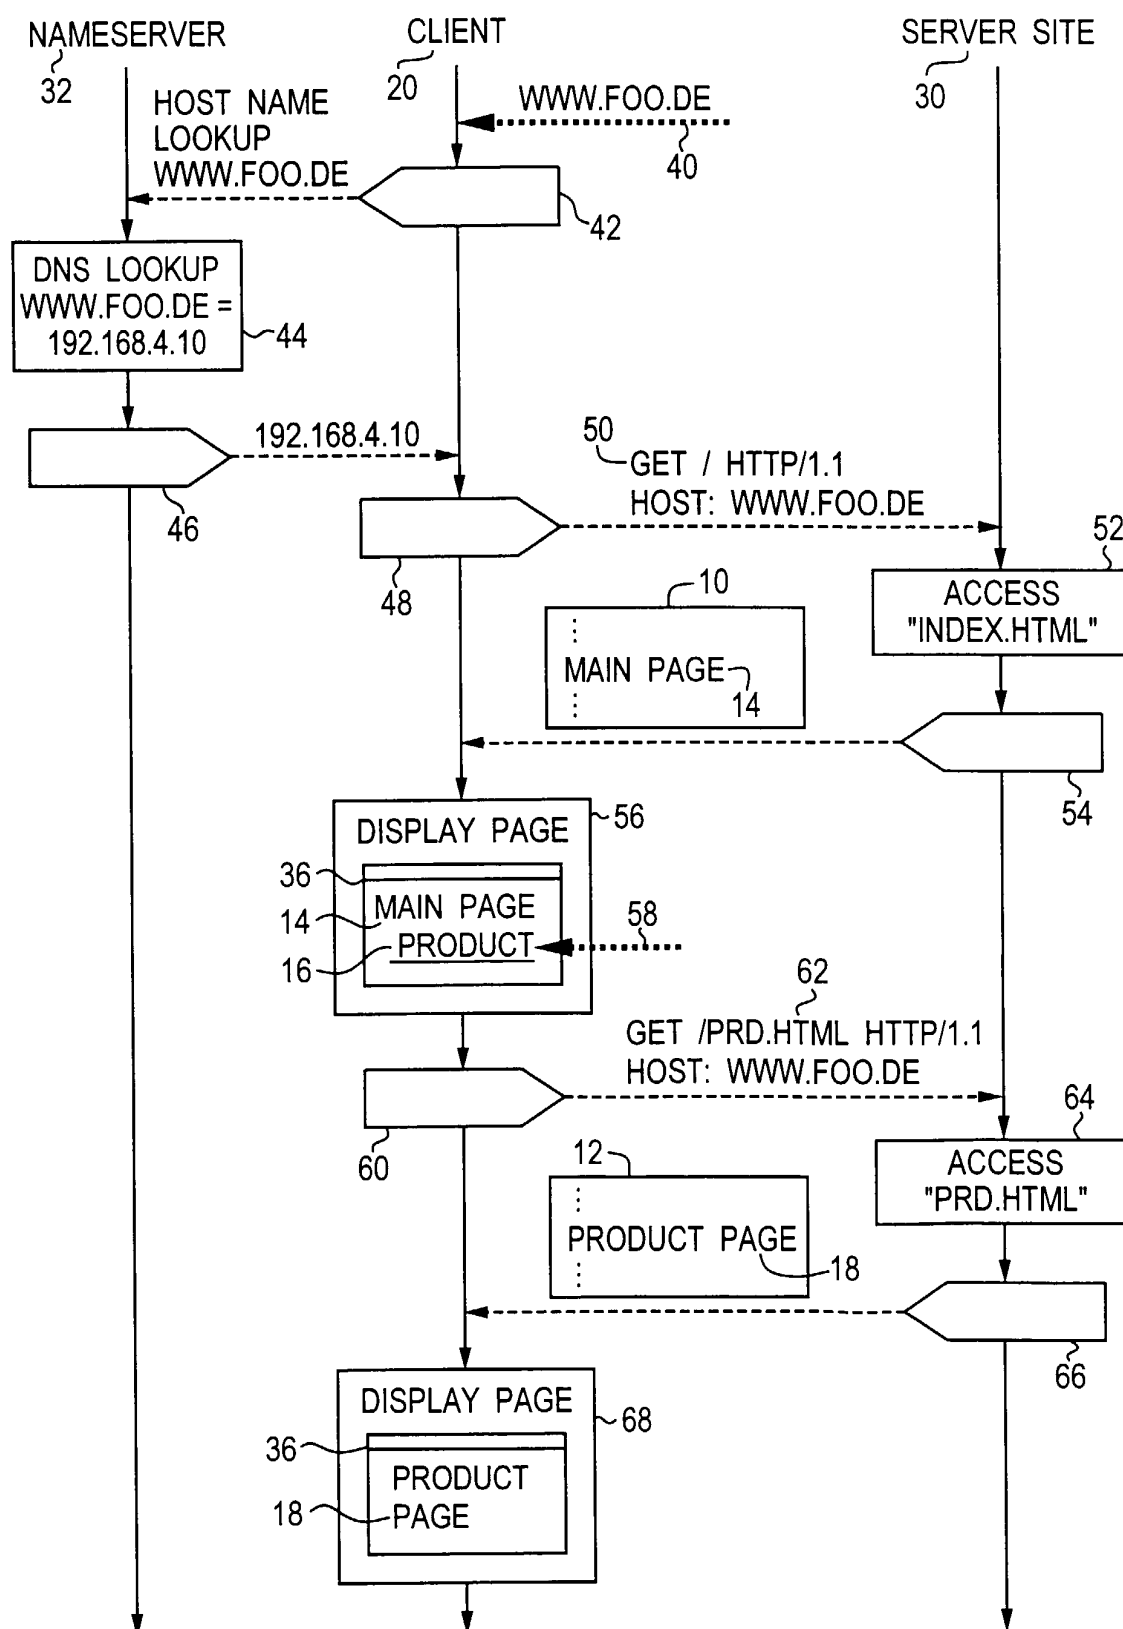 NAMESERVER
32
CLIENT
20
SERVER SITE
30
WWW.FOO.DE
40
HOST NAME
LOOKUP
WWW.FOO.DE
42
DNS LOOKUP
WWW.FOO.DE =
192.168.4.10
44
46
192.168.4.10
50
GET / HTTP/1.1
HOST: WWW.FOO.DE
48
52
ACCESS
"INDEX.HTML"
10
MAIN PAGE
14
54
DISPLAY PAGE
56
36
14
MAIN PAGE
16
PRODUCT
58
62
GET /PRD.HTML HTTP/1.1
HOST: WWW.FOO.DE
60
64
ACCESS
"PRD.HTML"
12
PRODUCT PAGE
18
66
DISPLAY PAGE
68
36
PRODUCT
18
PAGE